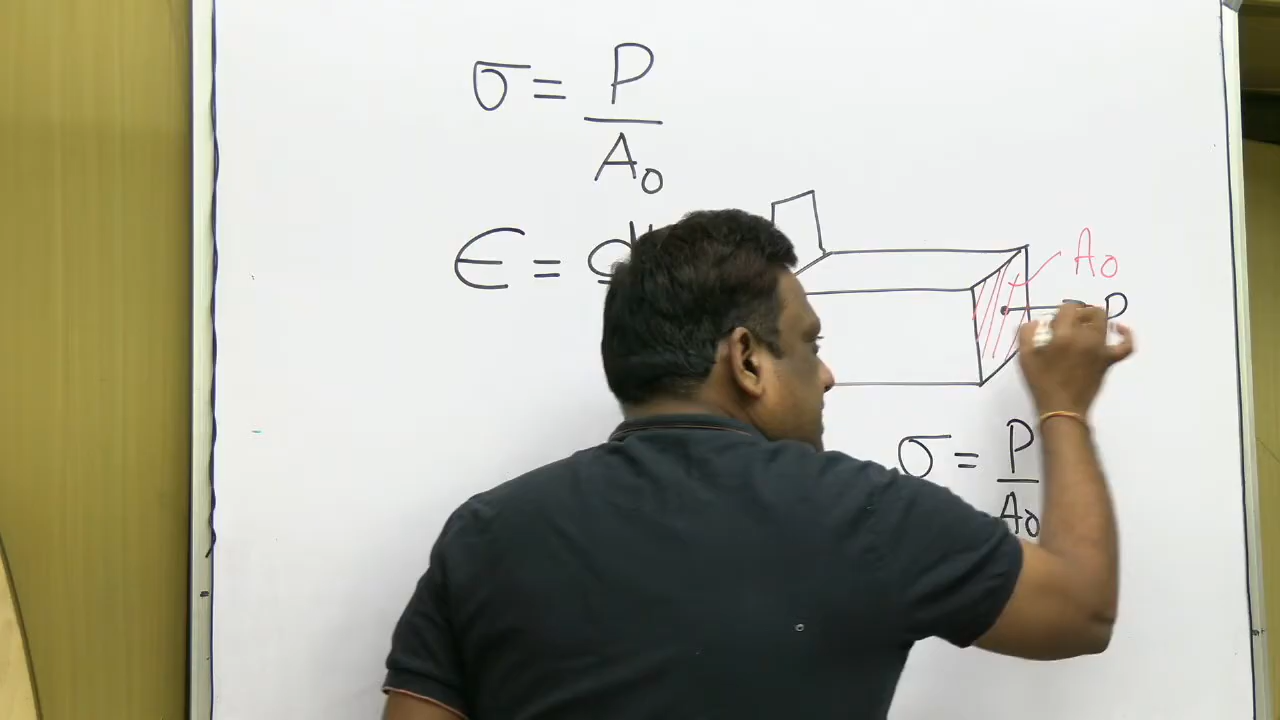 σ = P / A₀
ϵ =
A₀
P
σ = P / A₀